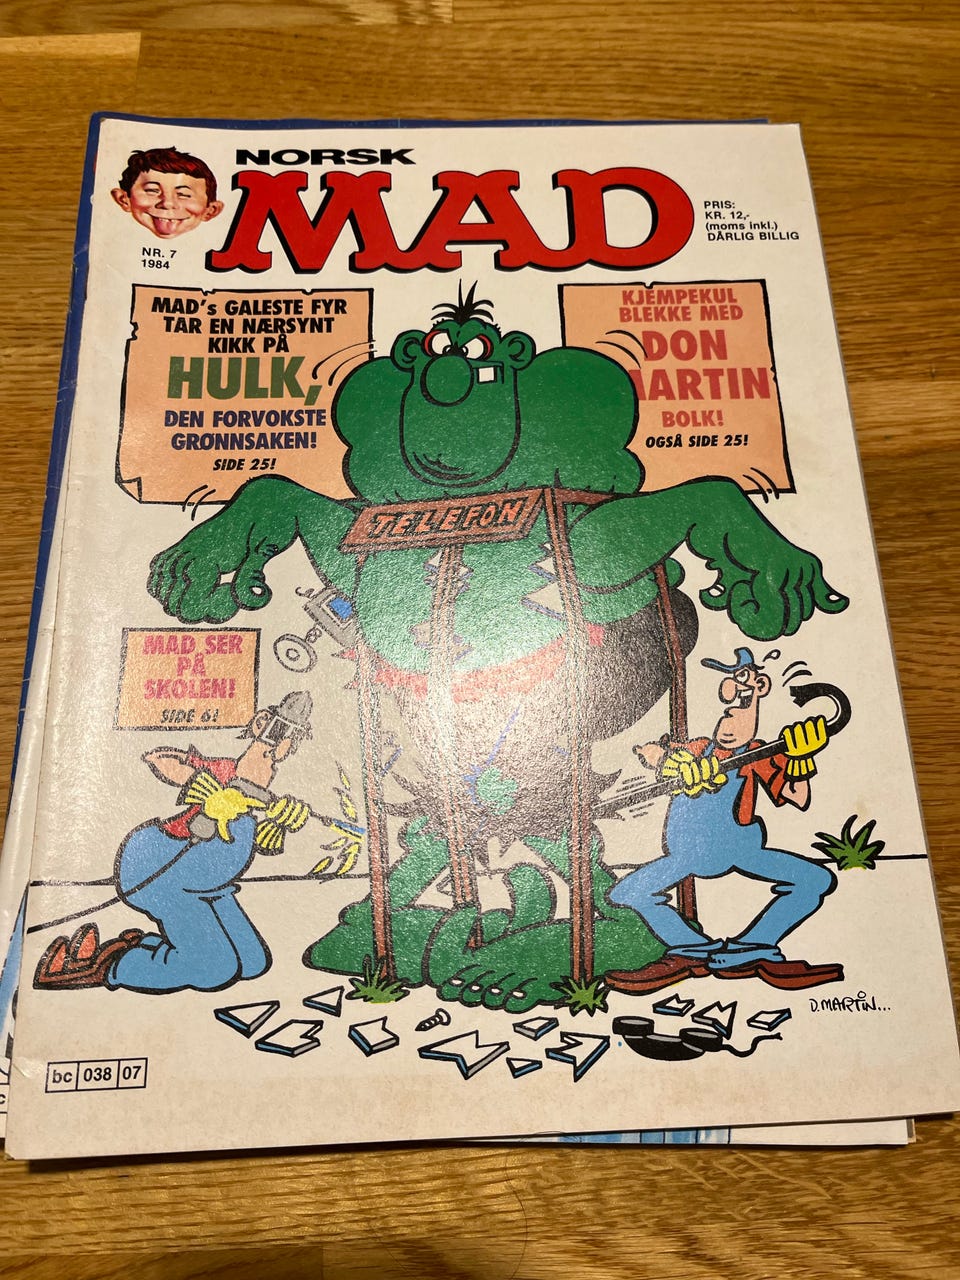 NORSK
MAD
NR. 7
1984
PRIS:
KR. 12,-
(moms inkl.)
DÅRLIG BILLIG
MAD's GALESTE FYR
TAR EN NÆRSYNT
KIKK PÅ
HULK,
DEN FORVOKSTE
GRØNNSAKEN!
SIDE 25!
KJEMPEKUL
BLEKKE MED
DON
MARTIN
BOLK!
OGSÅ SIDE 25!
TELEFON
MAD SER
PÅ
SKOLEN!
SIDE 6!
D. MARTIN...
bc 038 07